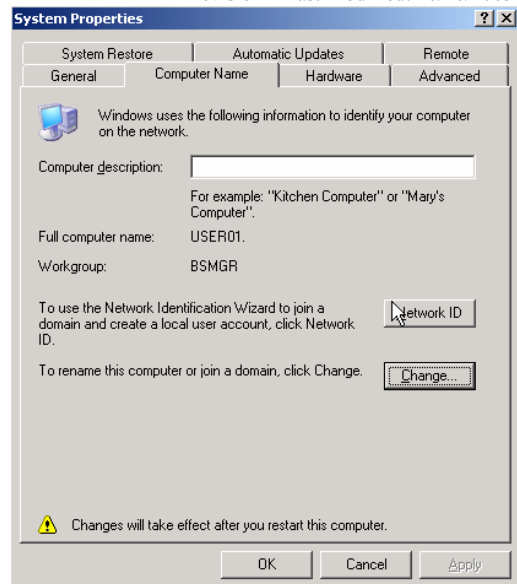 System Properties
System Restore
Automatic Updates
Remote
General
Computer Name
Hardware
Advanced
Windows uses the following information to identify your computer
on the network.
Computer description:
For example: "Kitchen Computer" or "Mary's
Computer".
Full computer name:
USER01.
Workgroup:
BSMGR
To use the Network Identification Wizard to join a
domain and create a local user account, click Network
ID.
Network ID
To rename this computer or join a domain, click Change.
Change...
Changes will take effect after you restart this computer.
OK
Cancel
Apply